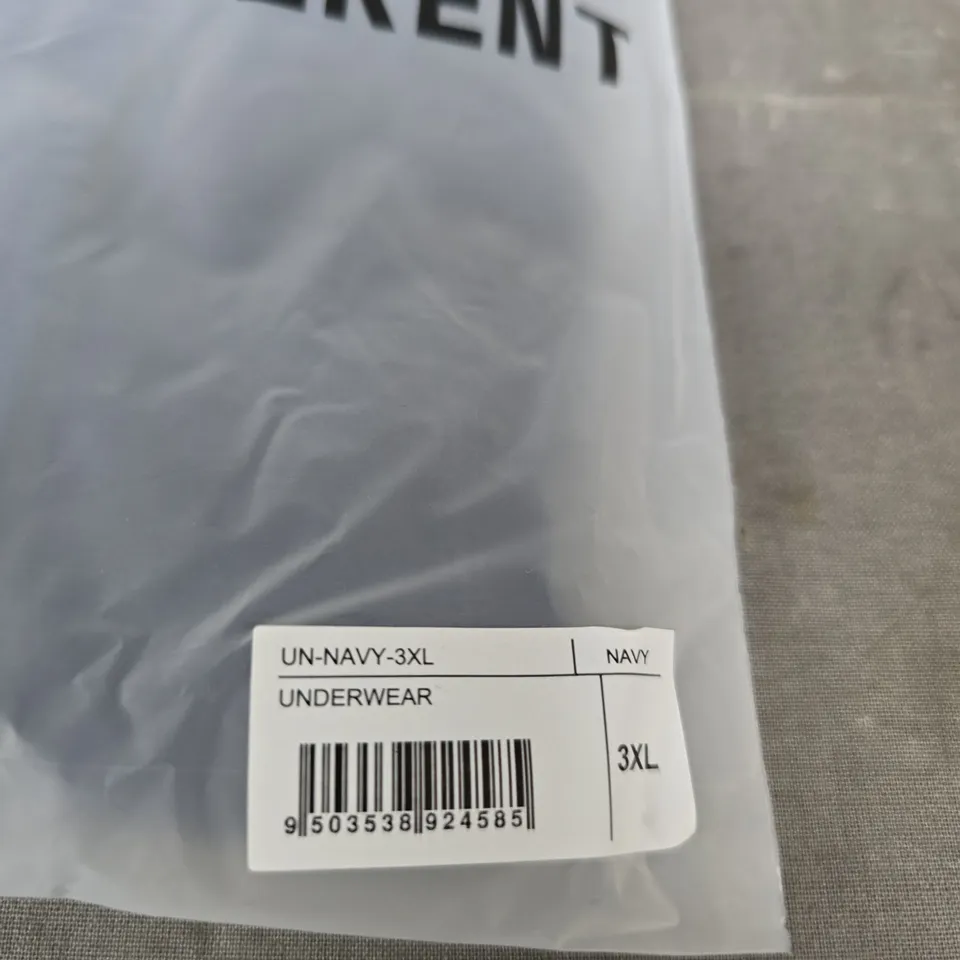 UN-NAVY-3XL NAVY
UNDERWEAR
3XL
9 503538 924585